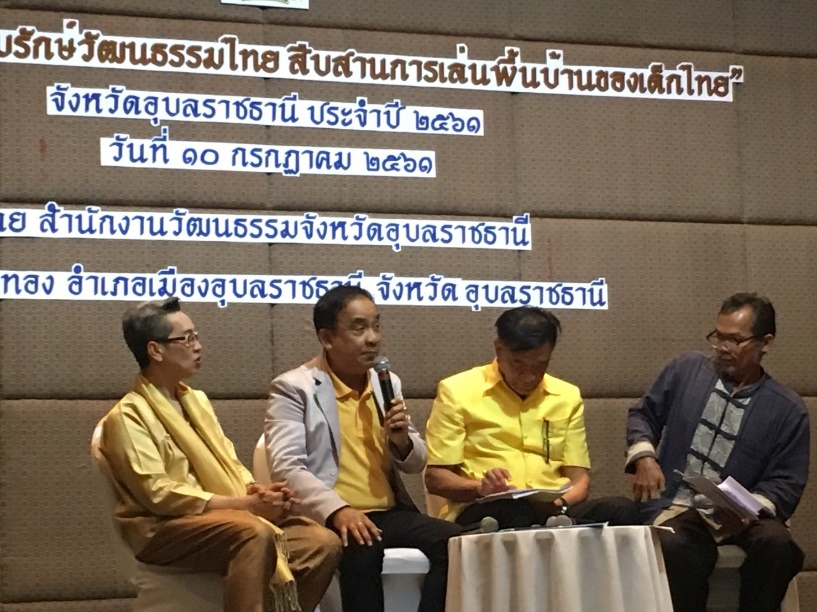 รักษ์วัฒนธรรมไทย สืบสานการเล่นพื้นบ้านของเด็กไทย”
จังหวัดอุบลราชธานี ประจำปี ๒๕๖๑
วันที่ ๑๐ กรกฎาคม ๒๕๖๑
สำนักงานวัฒนธรรมจังหวัดอุบลราชธานี
ทอง อำเภอเมืองอุบลราชธานี จังหวัด อุบลราชธานี